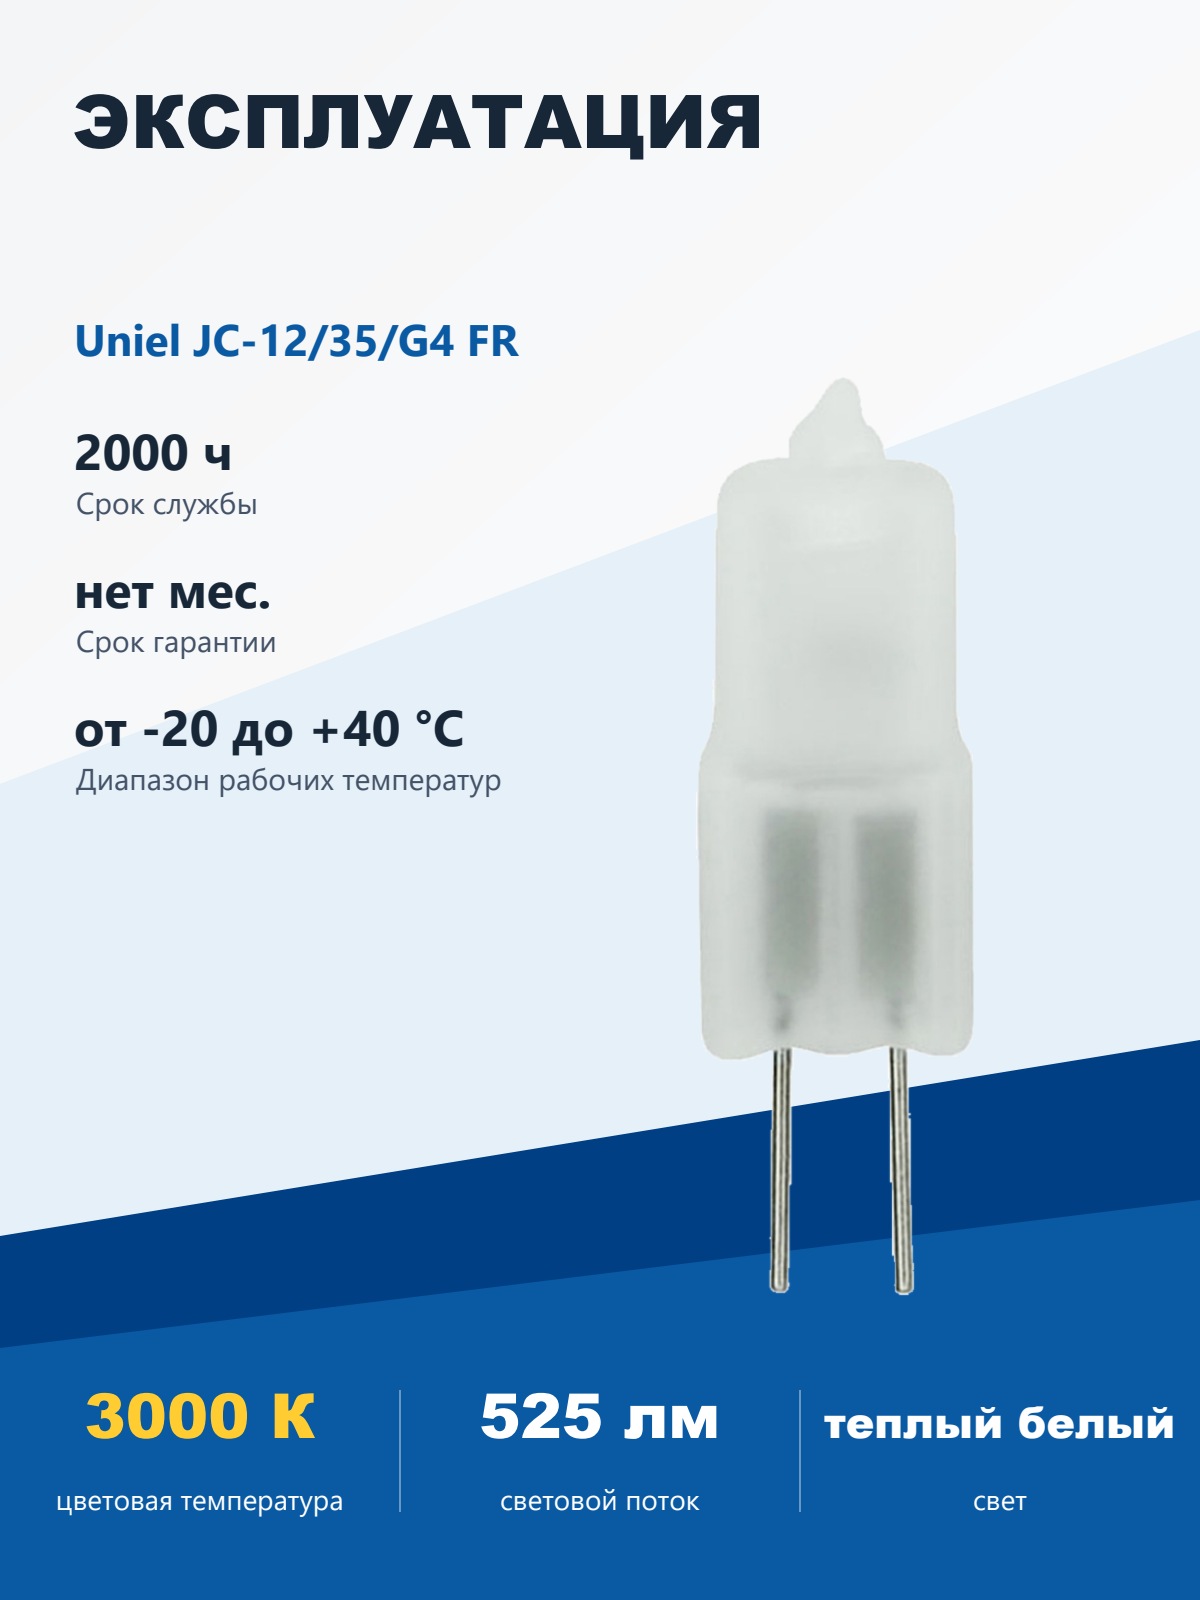 ЭКСПЛУАТАЦИЯ
Uniel JC-12/35/G4 FR
2000 ч
Срок службы
нет мес.
Срок гарантии
от -20 до +40 °C
Диапазон рабочих температур
3000 К
цветовая температура
525 лм
световой поток
теплый белый
свет